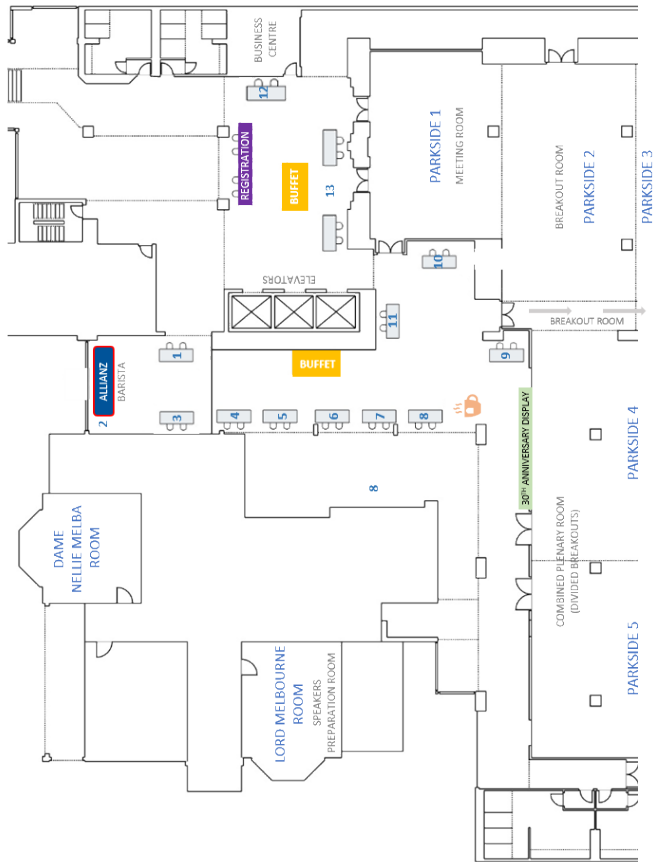 BUSINESS
CENTRE
12
REGISTRATION
BUFFET
13
PARKSIDE 1
MEETING ROOM
BREAKOUT ROOM
PARKSIDE 2
PARKSIDE 3
10
ELEVATORS
11
BREAKOUT ROOM
ALLIANZ
BARISTA
2
1
3
BUFFET
9
4
5
6
7
8
30TH ANNIVERSARY DISPLAY
PARKSIDE 4
8
DAME
NELLIE MELBA
ROOM
COMBINED PLENARY ROOM
(DIVIDED BREAKOUTS)
PARKSIDE 5
LORD MELBOURNE
ROOM
SPEAKERS
PREPARATION ROOM